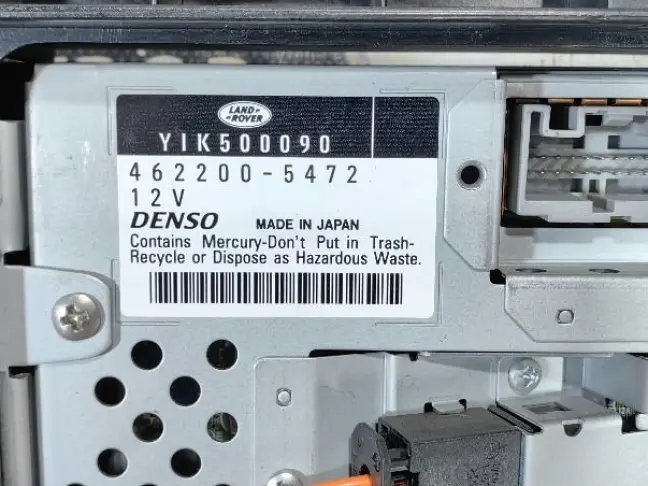 LAND-
ROVER
YIK500090
462200-5472
12V
DENSO MADE IN JAPAN
Contains Mercury-Don't Put in Trash-
Recycle or Dispose as Hazardous Waste.